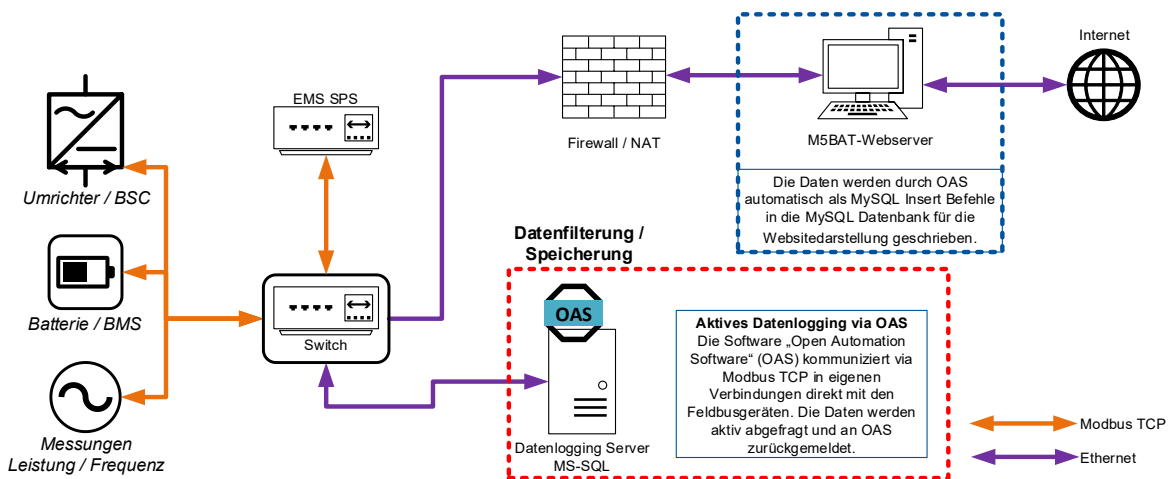 Internet
EMS SPS
Firewall / NAT
M5BAT-Webserver
Umrichter / BSC
Die Daten werden durch OAS
automatisch als MySQL Insert Befehle
in die MySQL Datenbank für die
Websitedarstellung geschrieben.
Datenfilterung /
Speicherung
Batterie / BMS
Switch
OAS
Aktives Datenlogging via OAS
Die Software „Open Automation
Software“ (OAS) kommuniziert via
Modbus TCP in eigenen
Verbindungen direkt mit den
Feldbusgeräten. Die Daten werden
aktiv abgefragt und an OAS
zurückgemeldet.
Messungen
Leistung / Frequenz
Datenlogging Server
MS-SQL
Modbus TCP
Ethernet